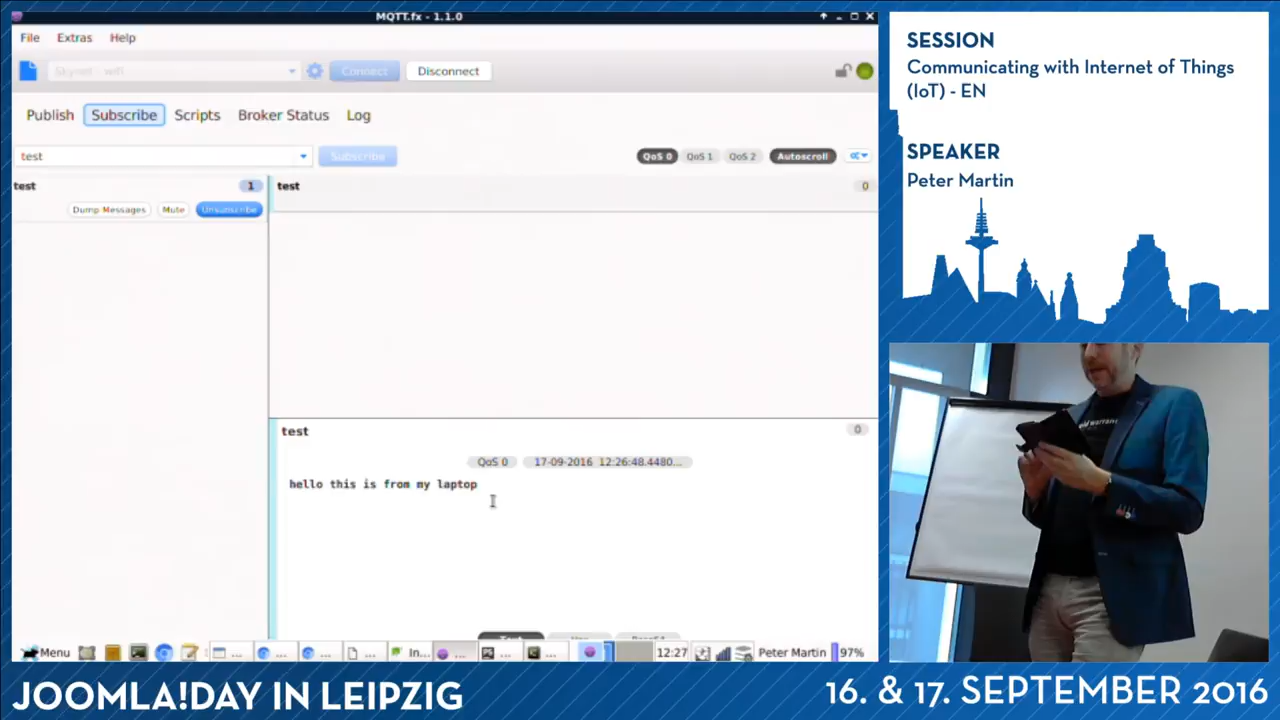 MQTT.fx - 1.1.0
File Extras Help
Skynet - wifi Connect Disconnect
Publish Subscribe Scripts Broker Status Log
test Subscribe QoS 0 QoS 1 QoS 2 Autoscroll
test 1
Dump Messages Mute Unsubscribe
test 0
test 0
QoS 0 17-09-2016 12:26:48.4480...
hello this is from my laptop
Menu ... ... ... ... In... ... ... ... 12:27 Peter Martin 97%
SESSION
Communicating with Internet of Things
(IoT) - EN
SPEAKER
Peter Martin
JOOMLA!DAY IN LEIPZIG
16. & 17. SEPTEMBER 2016